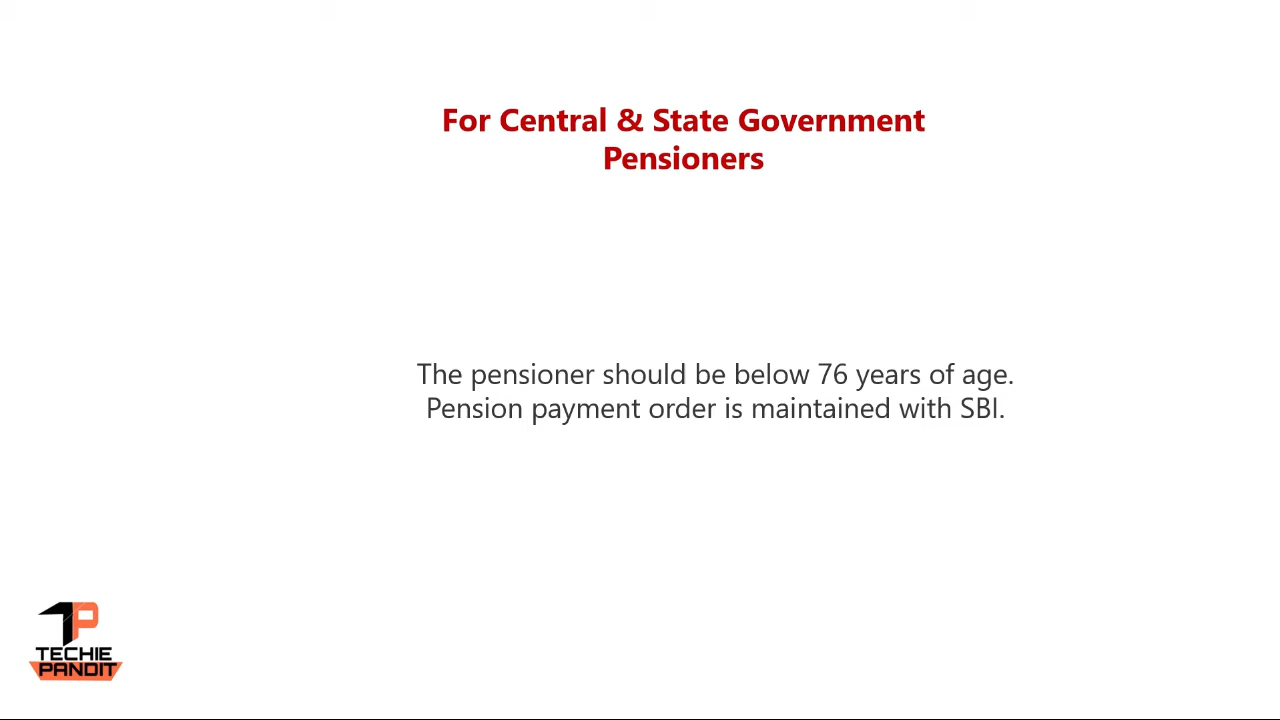 For Central & State Government
Pensioners
The pensioner should be below 76 years of age.
Pension payment order is maintained with SBI.
TP
TECHIE
PANDIT